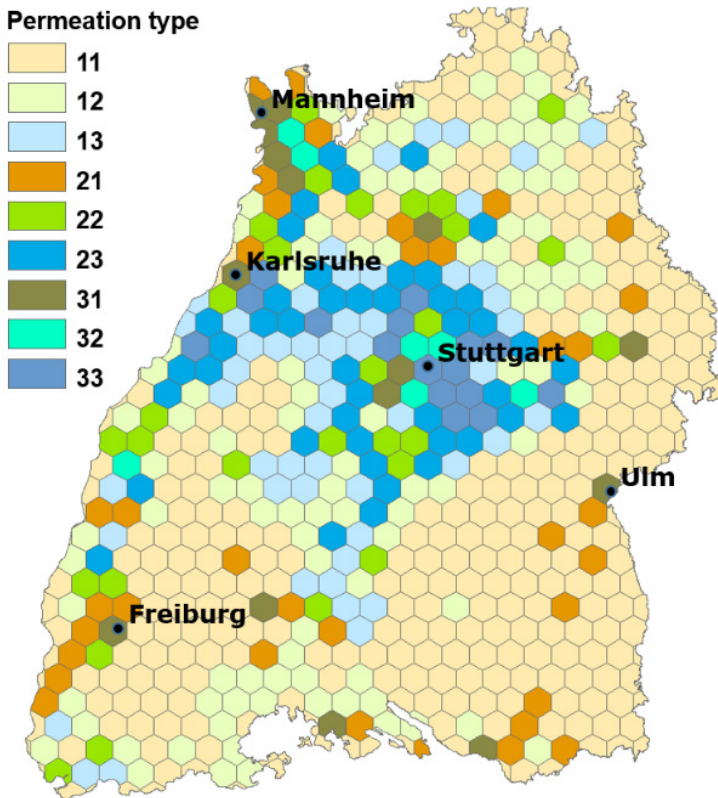 Permeation type
11
12
13
21
22
23
31
32
33
Mannheim
Karlsruhe
Stuttgart
Ulm
Freiburg